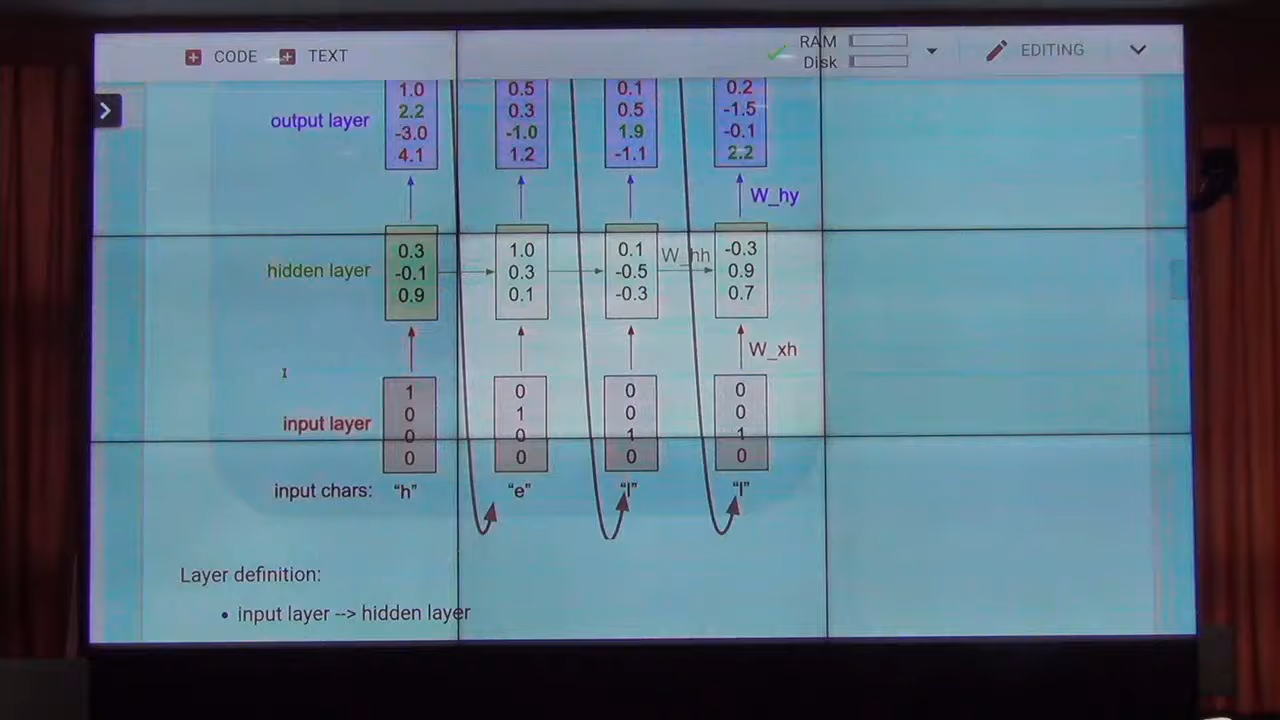 CODE TEXT RAM Disk EDITING
output layer
1.0 0.5 0.1 0.2
2.2 0.3 0.5 -1.5
-3.0 -1.0 1.9 -0.1
4.1 1.2 -1.1 2.2
W_hy
hidden layer
0.3 1.0 0.1 -0.3
-0.1 0.3 -0.5 0.9
0.9 0.1 -0.3 0.7
W_hh
W_xh
input layer
1 0 0 0
0 1 0 0
0 0 1 1
0 0 0 0
input chars: “h” “e” “l” “l”
Layer definition:
• input layer --> hidden layer